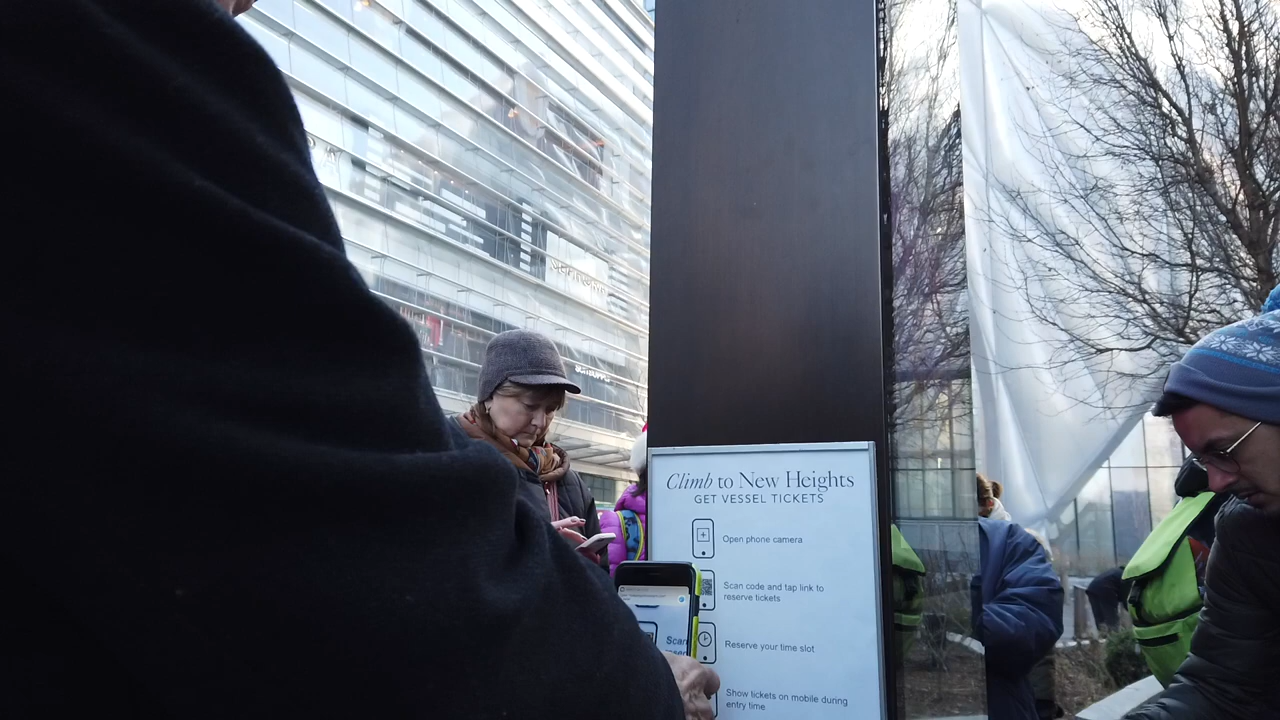 Climb to New Heights
GET VESSEL TICKETS
Open phone camera
Scan code and tap link to
reserve tickets
Reserve your time slot
Show tickets on mobile during
entry time
Scan